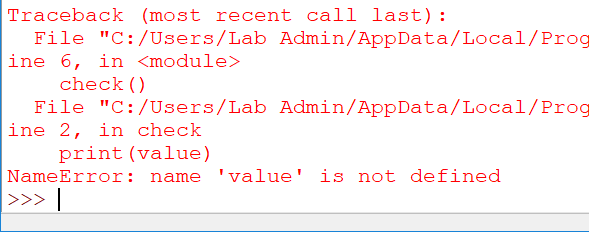 Traceback (most recent call last):
  File "C:/Users/Lab Admin/AppData/Local/Prog
ine 6, in <module>
    check()
  File "C:/Users/Lab Admin/AppData/Local/Prog
ine 2, in check
    print(value)
NameError: name 'value' is not defined
>>>